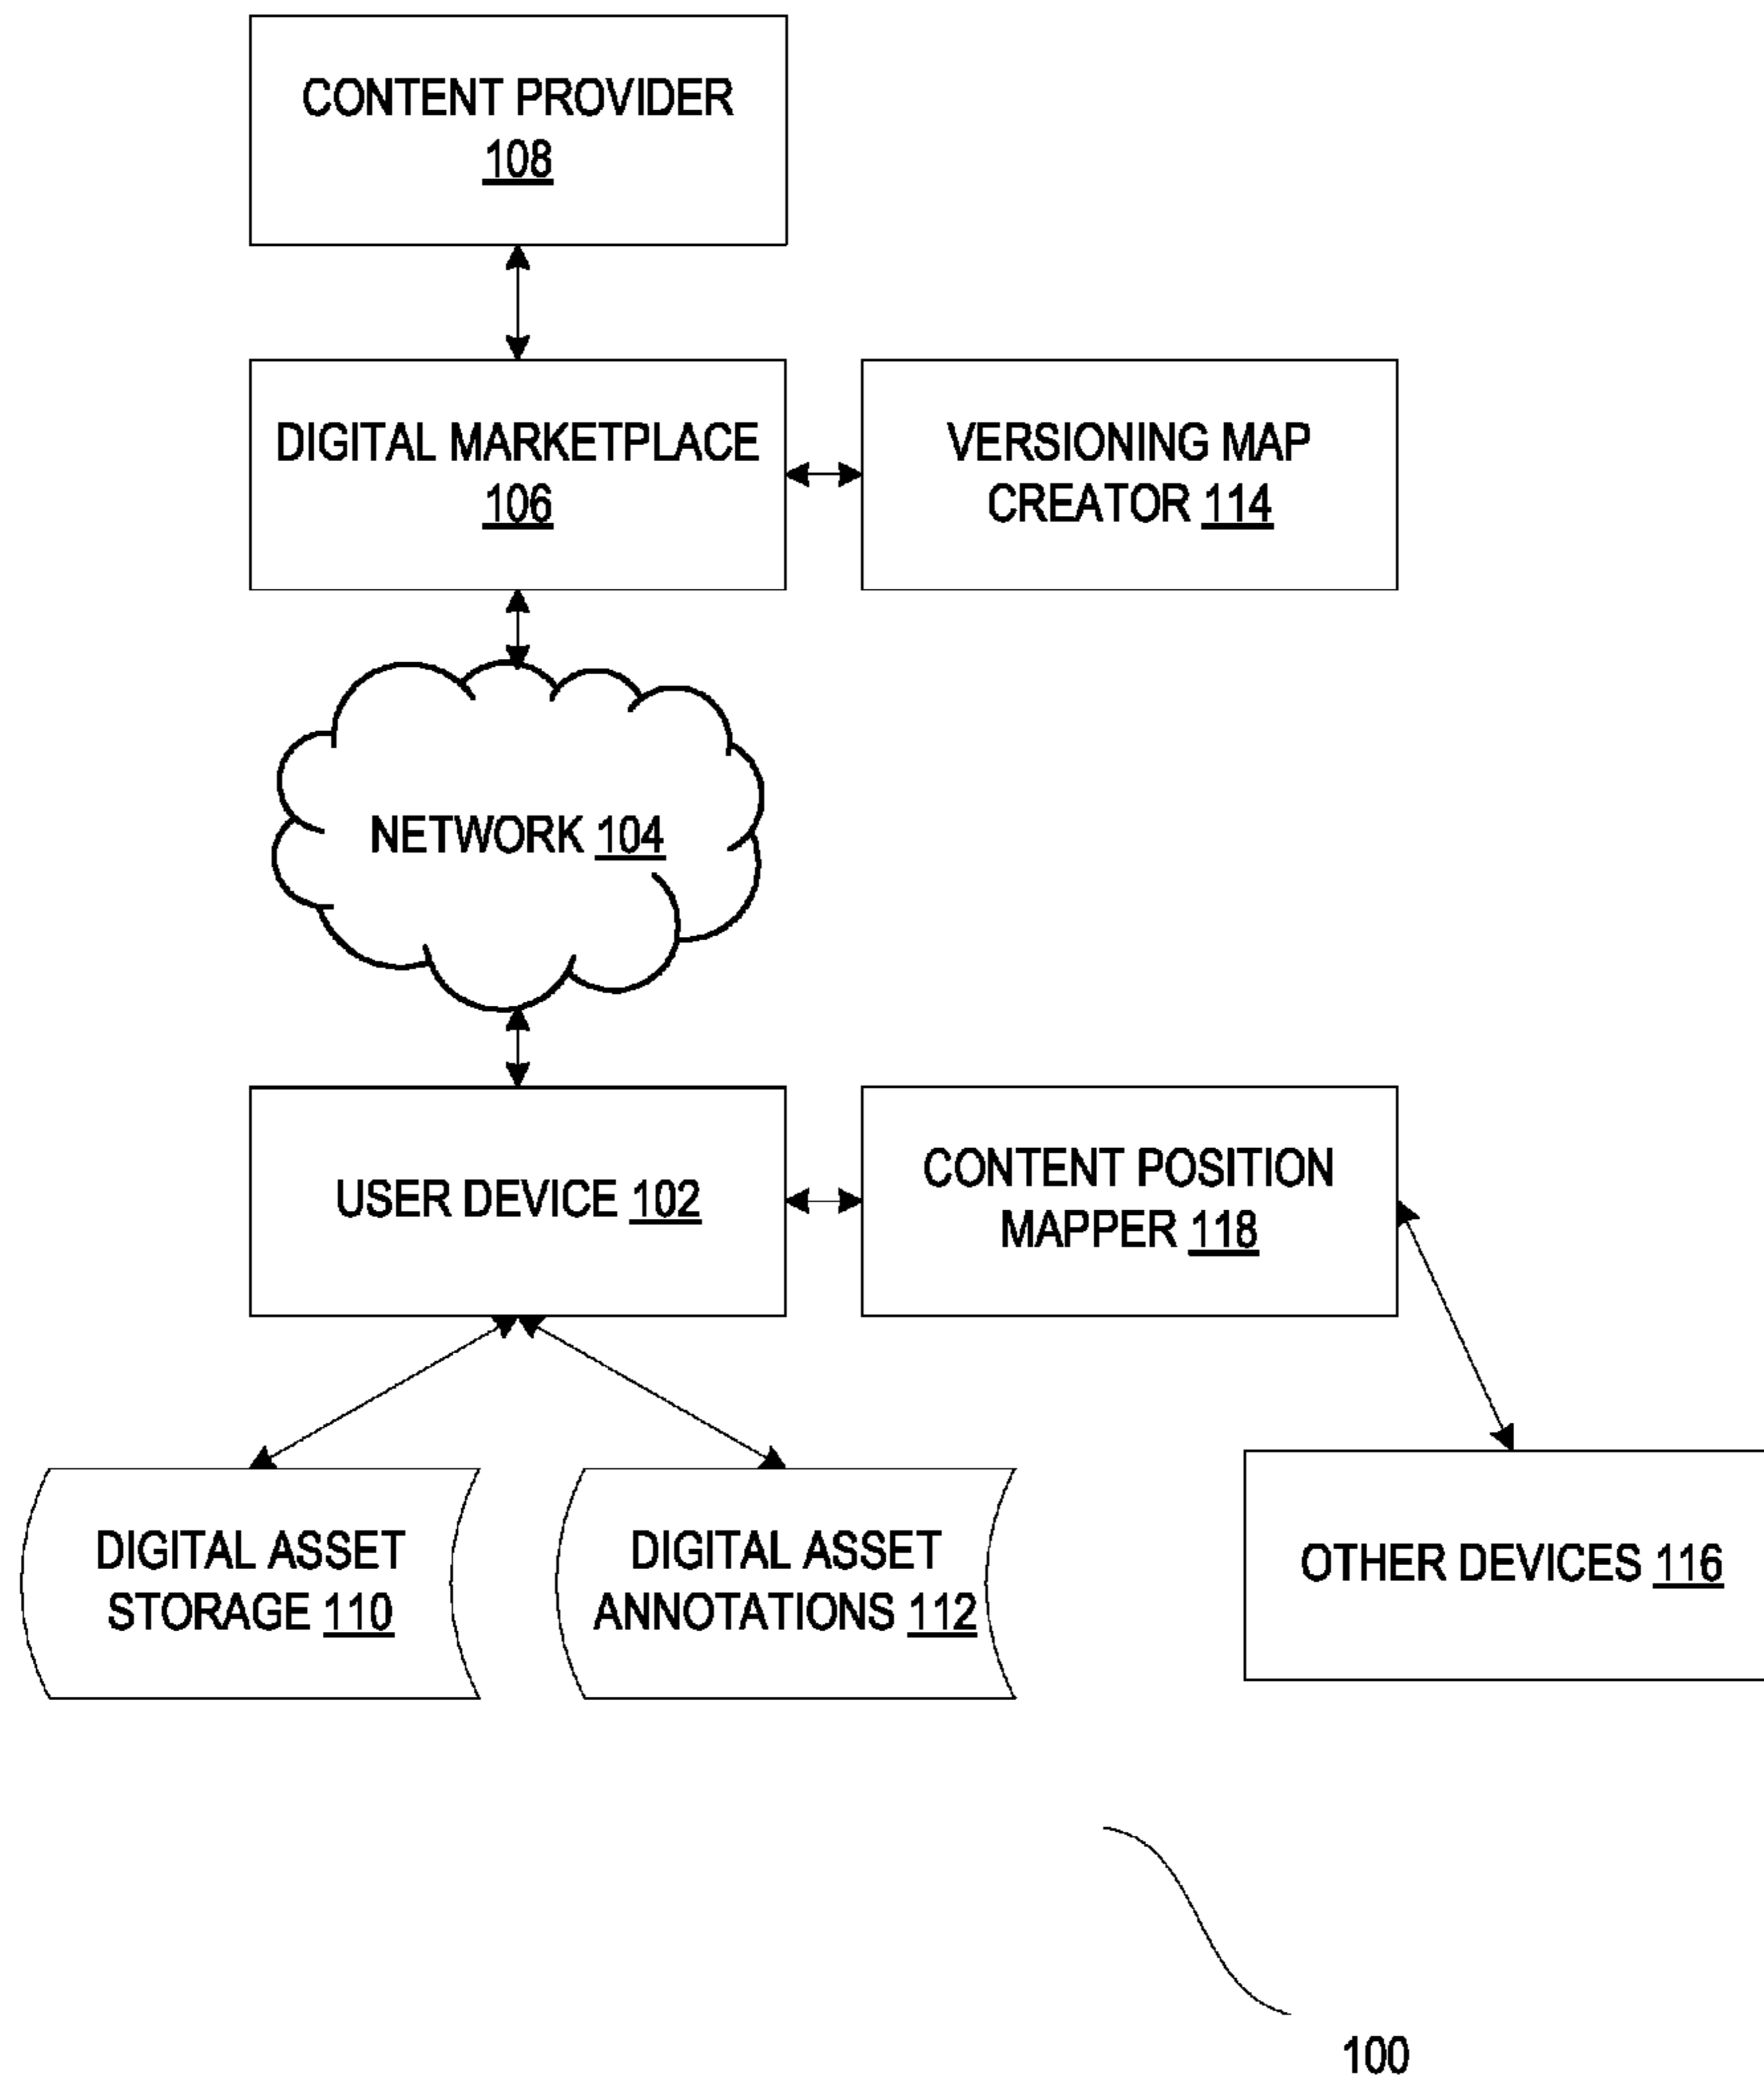 CONTENT PROVIDER
108
DIGITAL MARKETPLACE
106
VERSIONING MAP
CREATOR 114
NETWORK 104
USER DEVICE 102
CONTENT POSITION
MAPPER 118
DIGITAL ASSET
STORAGE 110
DIGITAL ASSET
ANNOTATIONS 112
OTHER DEVICES 116
100